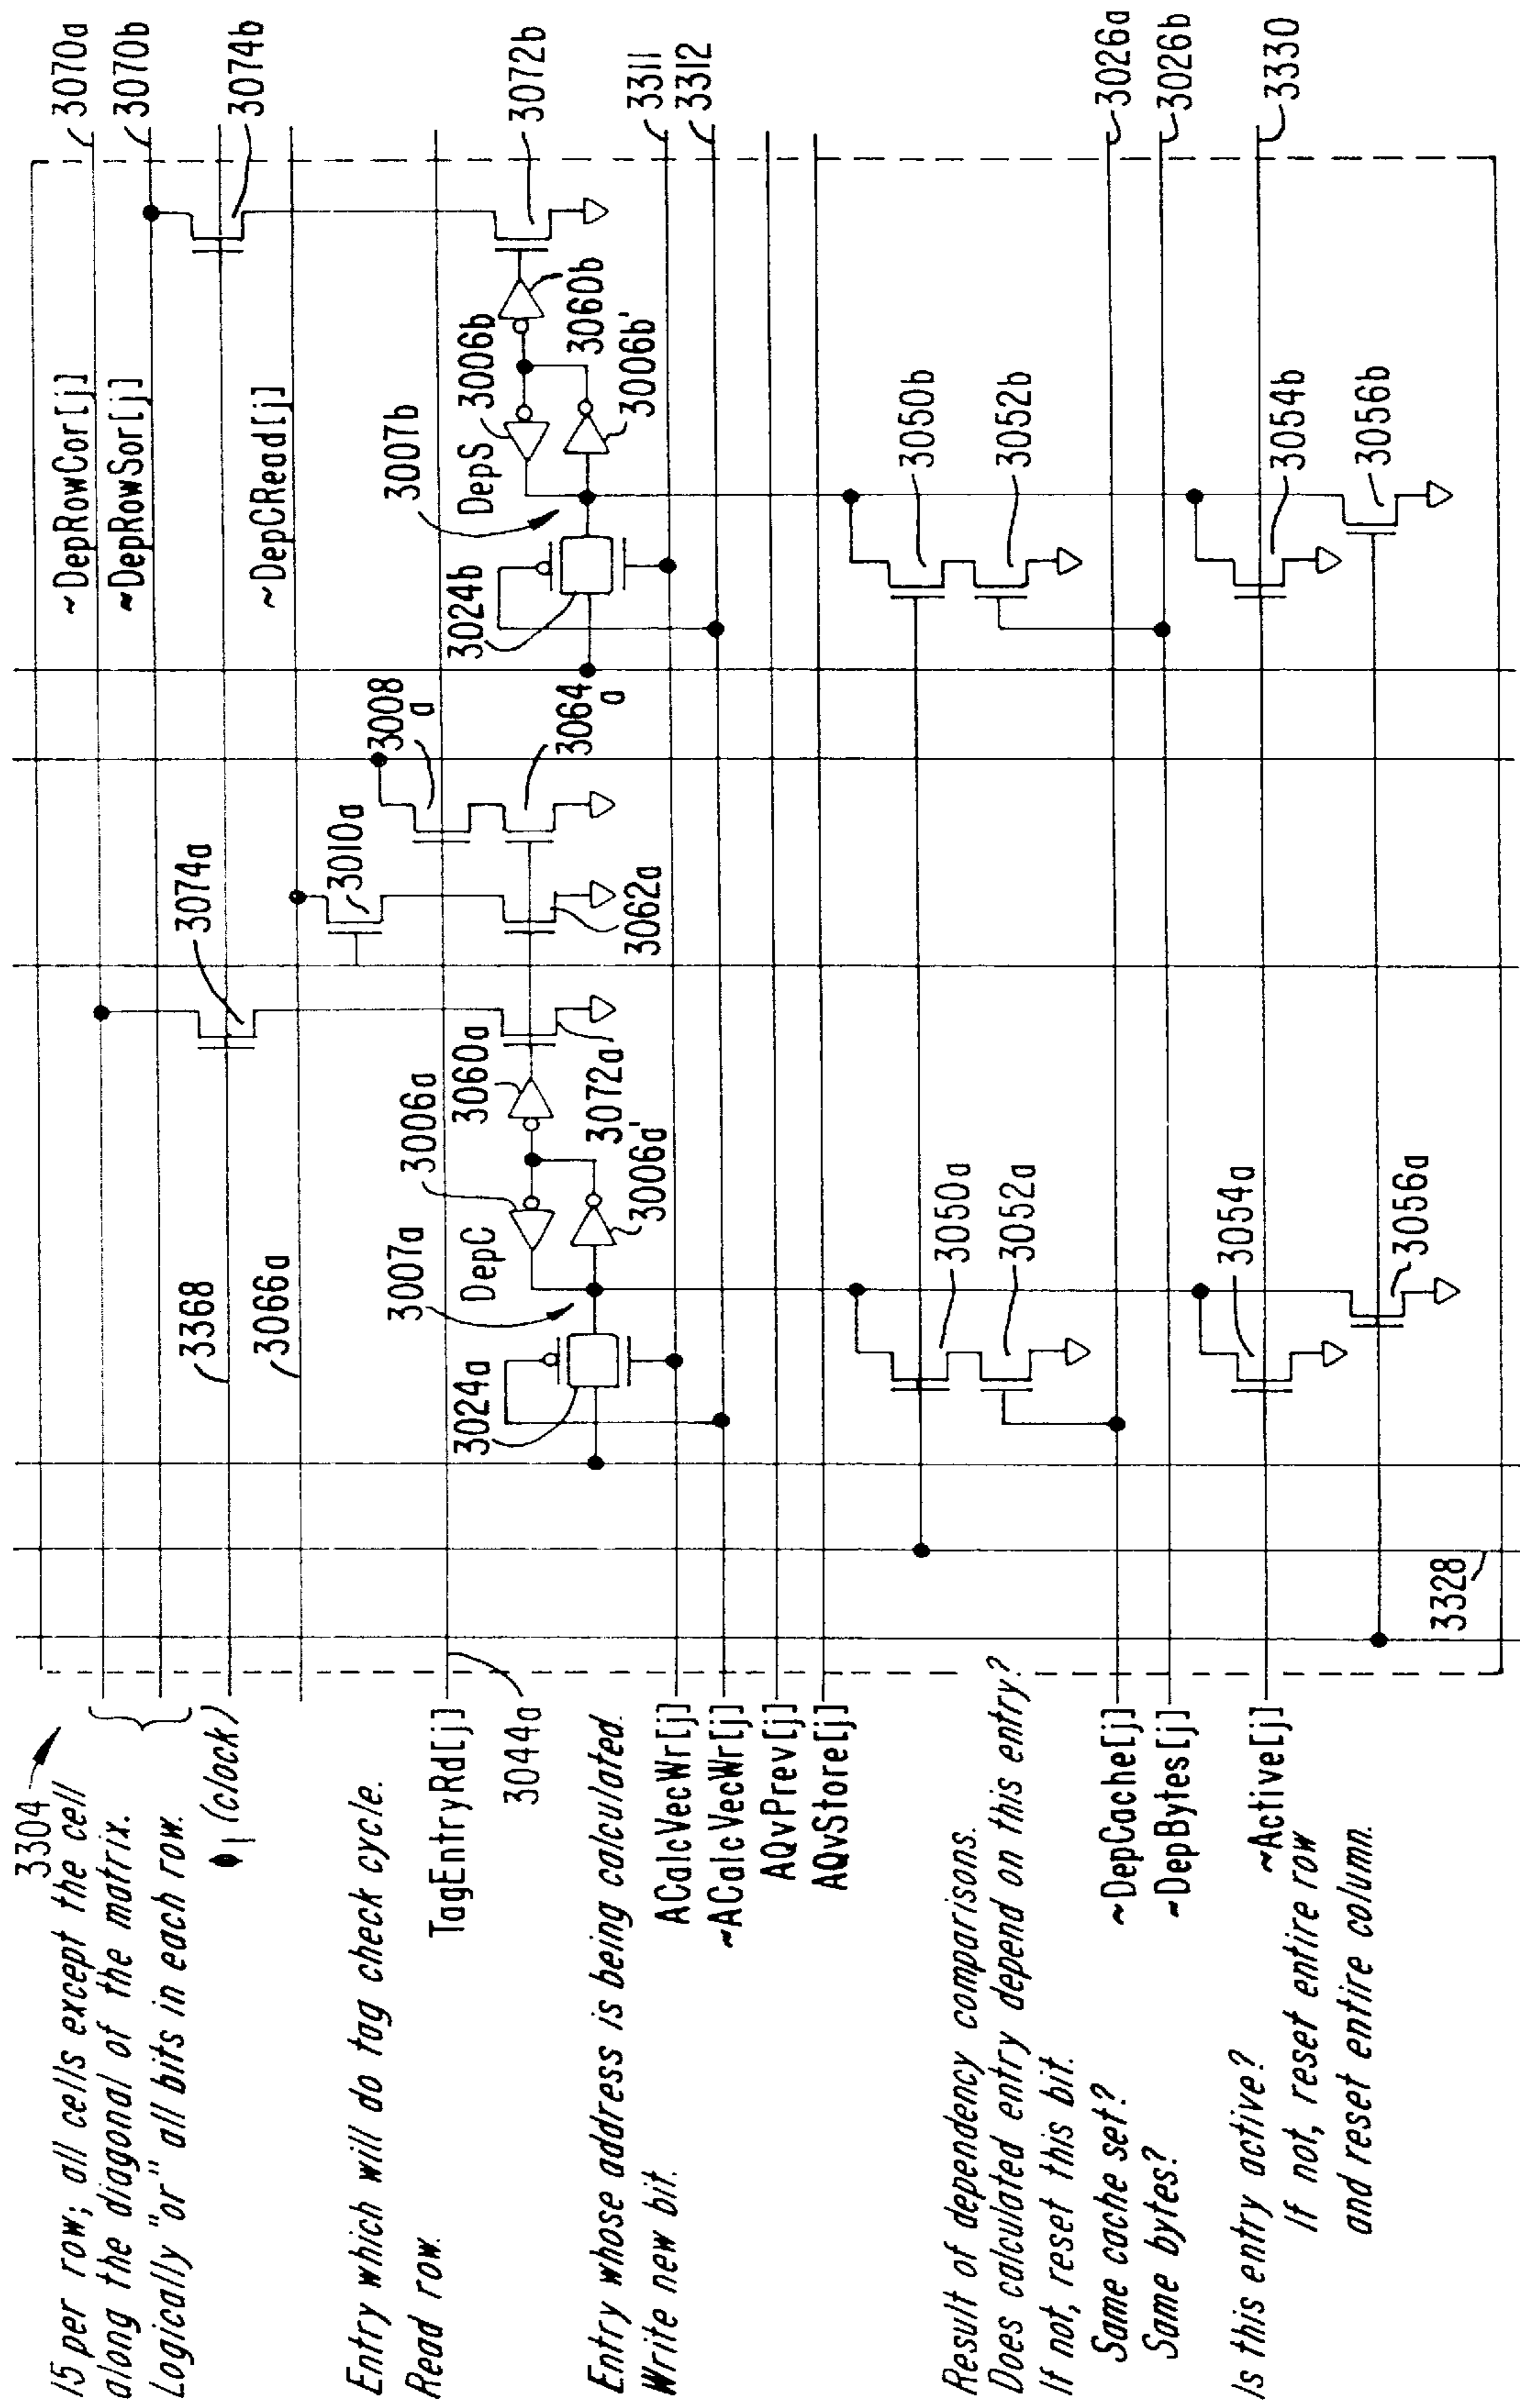 3304
15 per row; all cells except the cell
along the diagonal of the matrix.
Logically "or" all bits in each row.
(clock)
Entry which will do tag check cycle.
Read row.
TagEntryRd[j]
3044a
Entry whose address is being calculated.
Write new bit.
ACalcVecWr[j]
~ACalcVecWr[j]
AQvPrev[j]
AQvStore[j]
Result of dependency comparisons.
Does calculated entry depend on this entry?
If not, reset this bit.
Same cache set?
~DepCache[j]
Same bytes?
~DepBytes[j]
Is this entry active?
~Active[j]
If not, reset entire row
and reset entire column.
3328
3368
3066a
3074a
~DepRowCor[j]
~DepRowSor[j]
~DepCRead[j]
3070a
3070b
3074b
3024a
3007a
DepC
3006a
3060a
3072a
3006a'
3010a
3062a
3008
a
3064
a
3024b
3007b
DepS
3006b
3060b
3006b'
3072b
3311
3312
3050a
3052a
3054a
3056a
3050b
3052b
3054b
3056b
3026a
3026b
3330